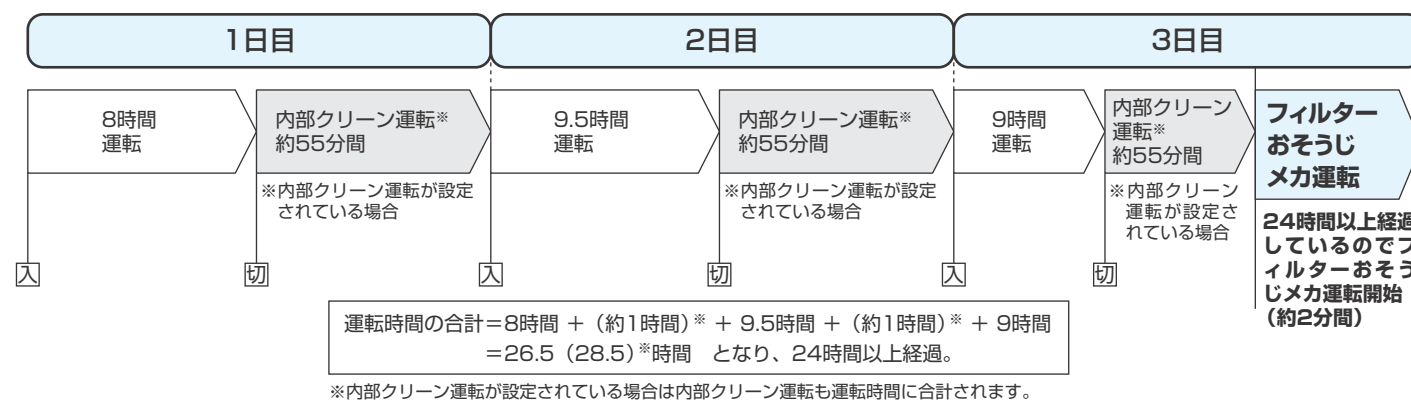 1日目
2日目
3日目
8時間
運転
内部クリーン運転※
約55分間
※内部クリーン運転が設定
されている場合
9.5時間
運転
内部クリーン運転※
約55分間
※内部クリーン運転が設定
されている場合
9時間
運転
内部クリーン
運転※
約55分間
※内部クリーン
運転が設定さ
れている場合
フィルター
おそうじ
メカ運転
24時間以上経過
しているのでフ
ィルターおそう
じメカ運転開始
（約2分間）
入
切
入
切
入
切
運転時間の合計＝8時間 ＋（約1時間）※ ＋ 9.5時間 ＋（約1時間）※ ＋ 9時間
＝26.5（28.5）※時間　となり、24時間以上経過。
※内部クリーン運転が設定されている場合は内部クリーン運転も運転時間に合計されます。